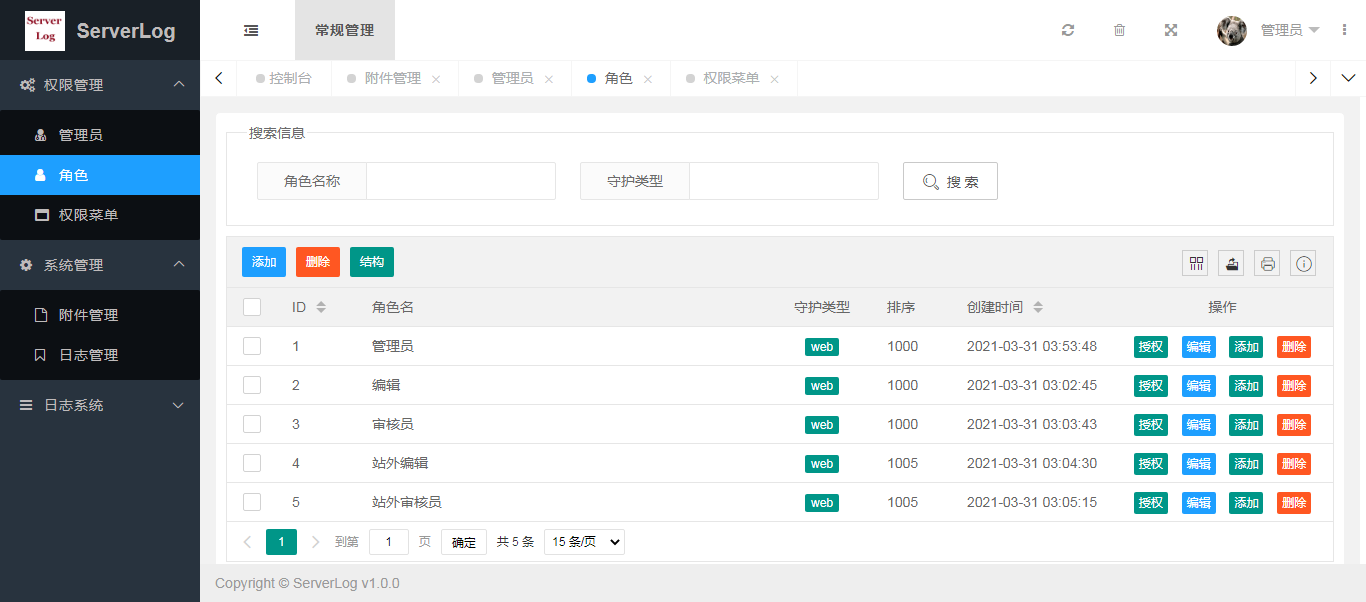 Server
Log
ServerLog
常规管理
管理员
控制台
附件管理
管理员
角色
权限菜单
权限管理
管理员
角色
权限菜单
系统管理
附件管理
日志管理
日志系统
搜索信息
角色名称
守护类型
搜 索
添加 删除 结构
ID 角色名 守护类型 排序 创建时间 操作
1 管理员 web 1000 2021-03-31 03:53:48 授权 编辑 添加 删除
2 编辑 web 1000 2021-03-31 03:02:45 授权 编辑 添加 删除
3 审核员 web 1000 2021-03-31 03:03:43 授权 编辑 添加 删除
4 站外编辑 web 1005 2021-03-31 03:04:30 授权 编辑 添加 删除
5 站外审核员 web 1005 2021-03-31 03:05:15 授权 编辑 添加 删除
1 到第 1 页 确定 共 5 条 15 条/页
Copyright © ServerLog v1.0.0